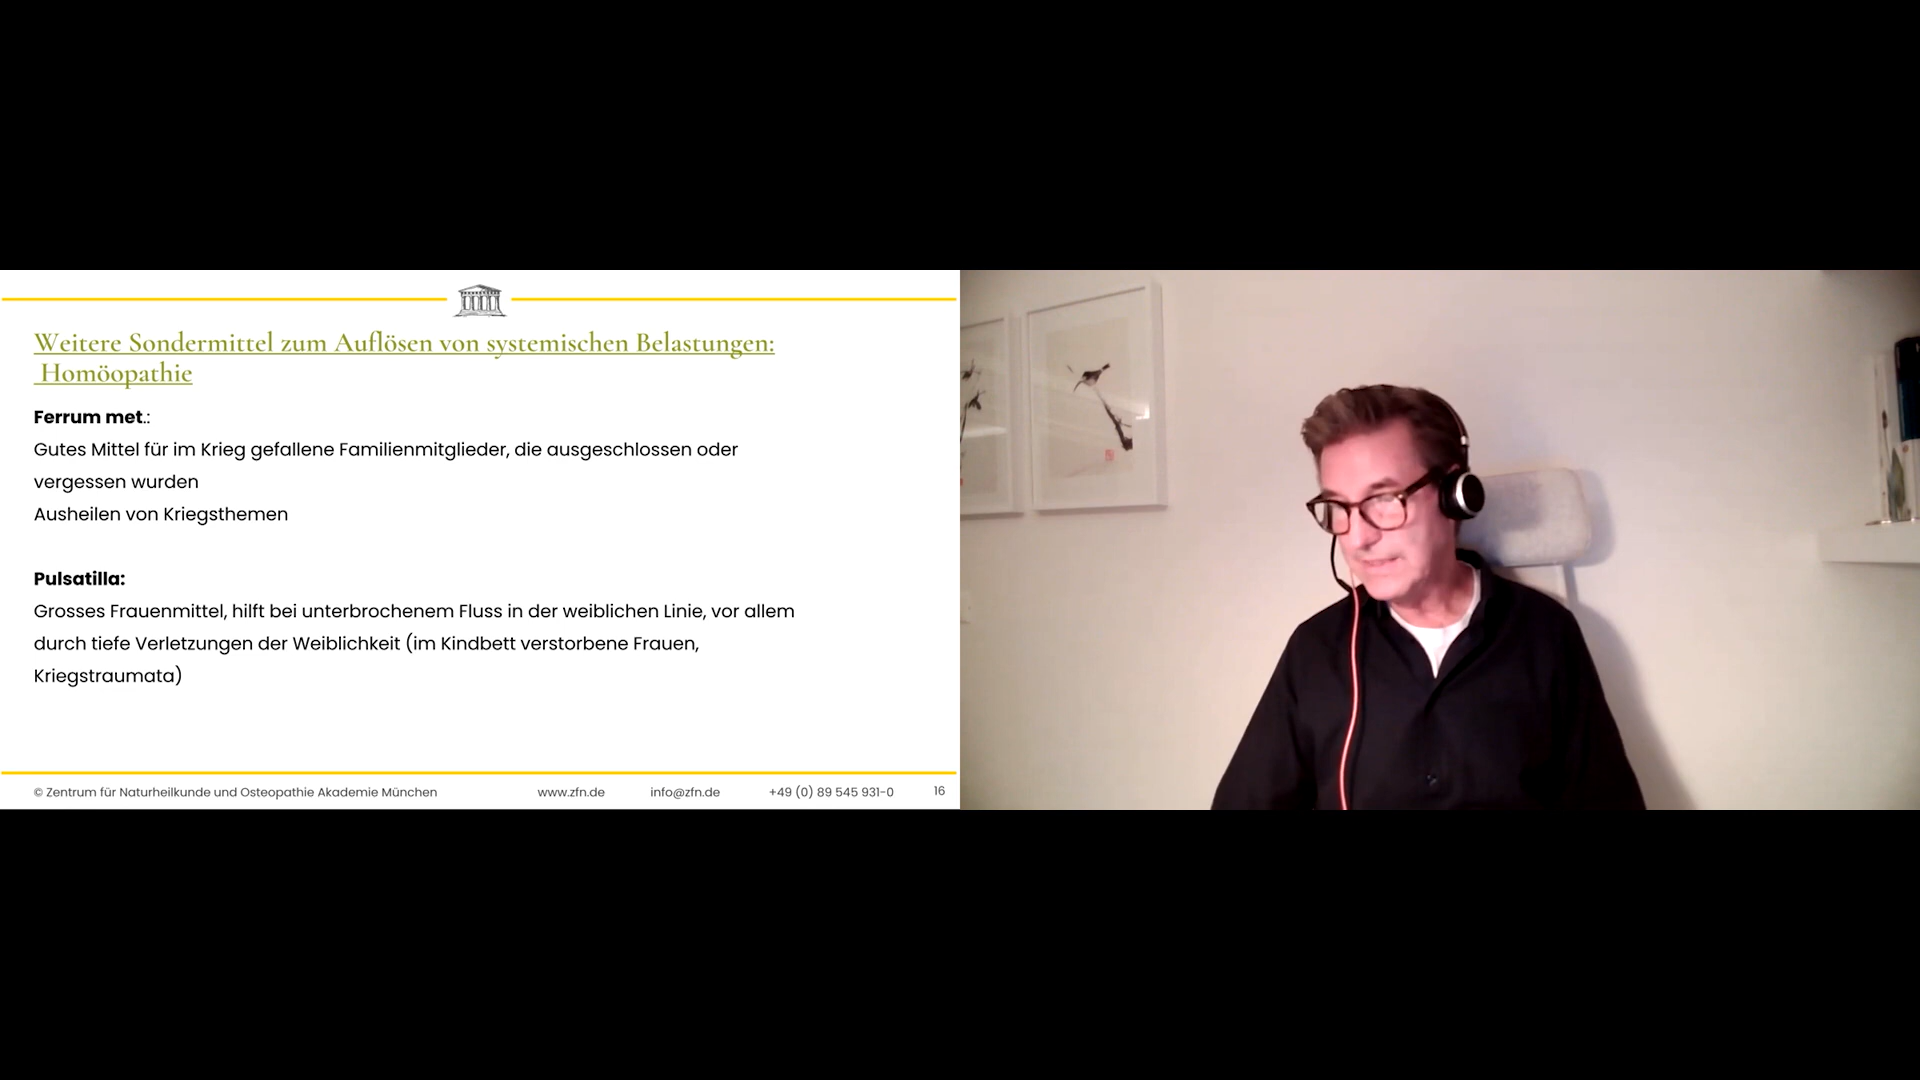 Weitere Sondermittel zum Auflösen von systemischen Belastungen:
Homöopathie
Ferrum met.:
Gutes Mittel für im Krieg gefallene Familienmitglieder, die ausgeschlossen oder
vergessen wurden
Ausheilen von Kriegsthemen
Pulsatilla:
Grosses Frauenmittel, hilft bei unterbrochenem Fluss in der weiblichen Linie, vor allem
durch tiefe Verletzungen der Weiblichkeit (im Kindbett verstorbene Frauen,
Kriegstraumata)
© Zentrum für Naturheilkunde und Osteopathie Akademie München www.zfn.de info@zfn.de +49 (0) 89 545 931-0 16